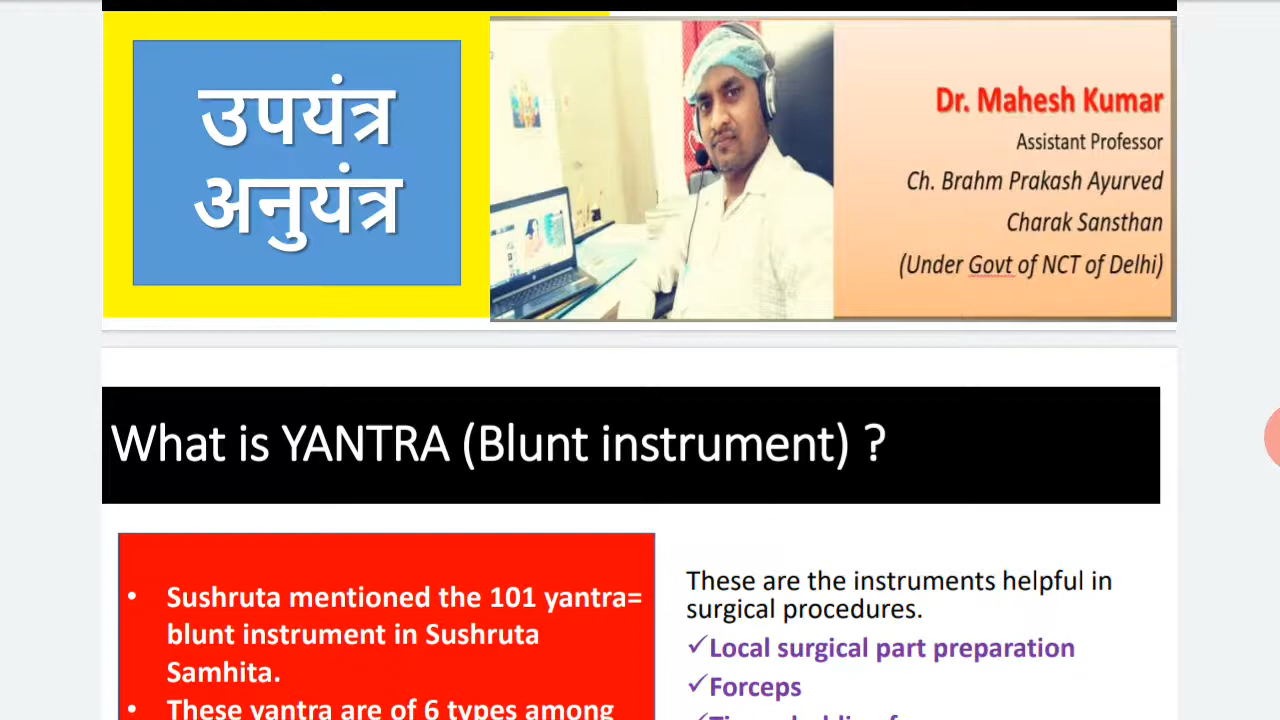 उपयंत्र
अनुयंत्र
Dr. Mahesh Kumar
Assistant Professor
Ch. Brahm Prakash Ayurved
Charak Sansthan
(Under Govt of NCT of Delhi)
What is YANTRA (Blunt instrument) ?
• Sushruta mentioned the 101 yantra=
blunt instrument in Sushruta
Samhita.
• These yantra are of 6 types among
These are the instruments helpful in
surgical procedures.
✓Local surgical part preparation
✓Forceps